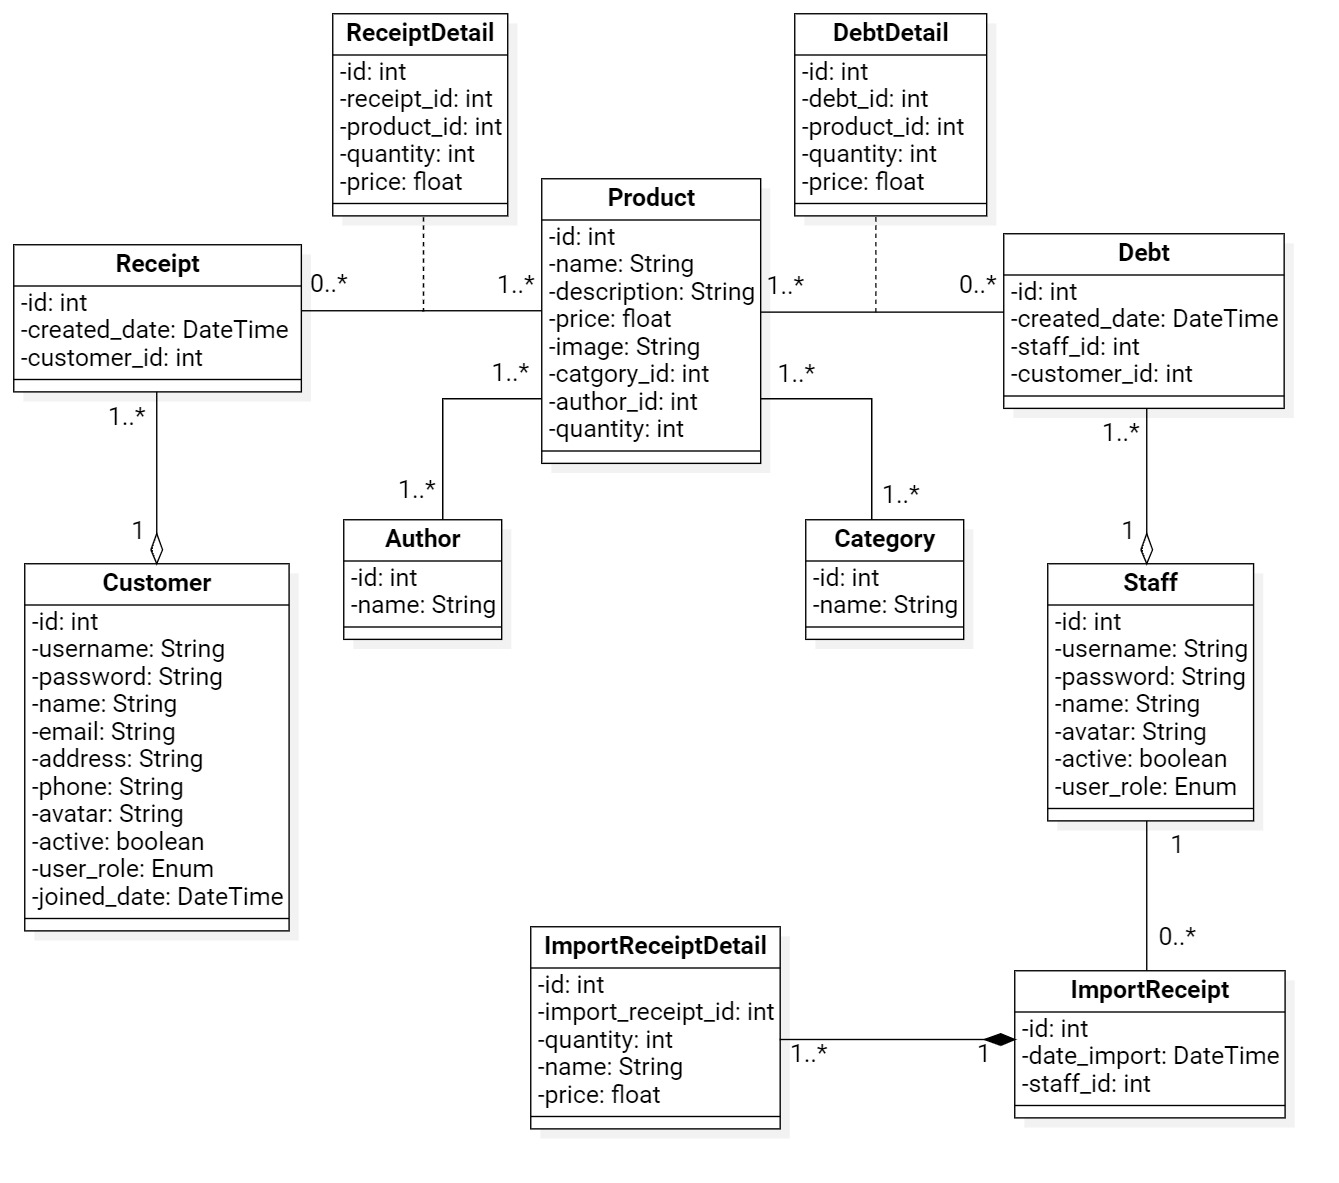 ReceiptDetail
-id: int
-receipt_id: int
-product_id: int
-quantity: int
-price: float
DebtDetail
-id: int
-debt_id: int
-product_id: int
-quantity: int
-price: float
Product
-id: int
-name: String
-description: String
-price: float
-image: String
-catgory_id: int
-author_id: int
-quantity: int
Receipt
-id: int
-created_date: DateTime
-customer_id: int
0..*
1..*
1..*
0..*
Debt
-id: int
-created_date: DateTime
-staff_id: int
-customer_id: int
1..*
1..*
1..*
1..*
1..*
1..*
1
1
Author
-id: int
-name: String
Category
-id: int
-name: String
Customer
-id: int
-username: String
-password: String
-name: String
-email: String
-address: String
-phone: String
-avatar: String
-active: boolean
-user_role: Enum
-joined_date: DateTime
Staff
-id: int
-username: String
-password: String
-name: String
-avatar: String
-active: boolean
-user_role: Enum
1
0..*
ImportReceiptDetail
-id: int
-import_receipt_id: int
-quantity: int
-name: String
-price: float
1..*
1
ImportReceipt
-id: int
-date_import: DateTime
-staff_id: int